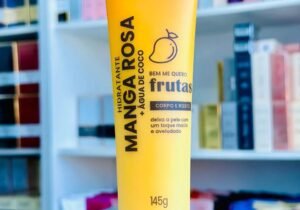 HIDRATANTE
MANGA ROSA
+ ÁGUA DE COCO
BEM ME QUERO
frutas
CORPO E
deixa a pele com
um toque macio
e aveludado
145g